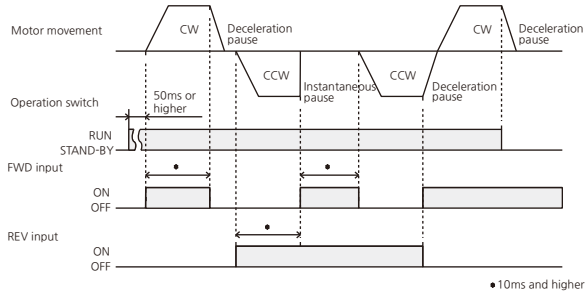 Motor movement
CW
Deceleration
pause
CCW
Instantaneous
pause
CCW
Deceleration
pause
CW
Deceleration
pause
Operation switch
50ms or
higher
RUN
STAND-BY
FWD input
*
*
ON
OFF
REV input
*
ON
OFF
*10ms and higher